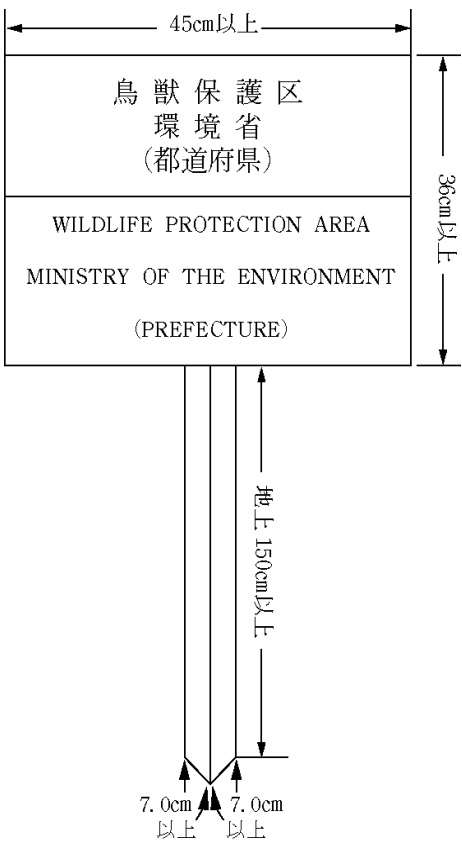 45cm以上
鳥獣保護区
環境省
(都道府県)
WILDLIFE PROTECTION AREA
MINISTRY OF THE ENVIRONMENT
(PREFECTURE)
36cm以上
地上150cm以上
7.0cm
以上
7.0cm
以上